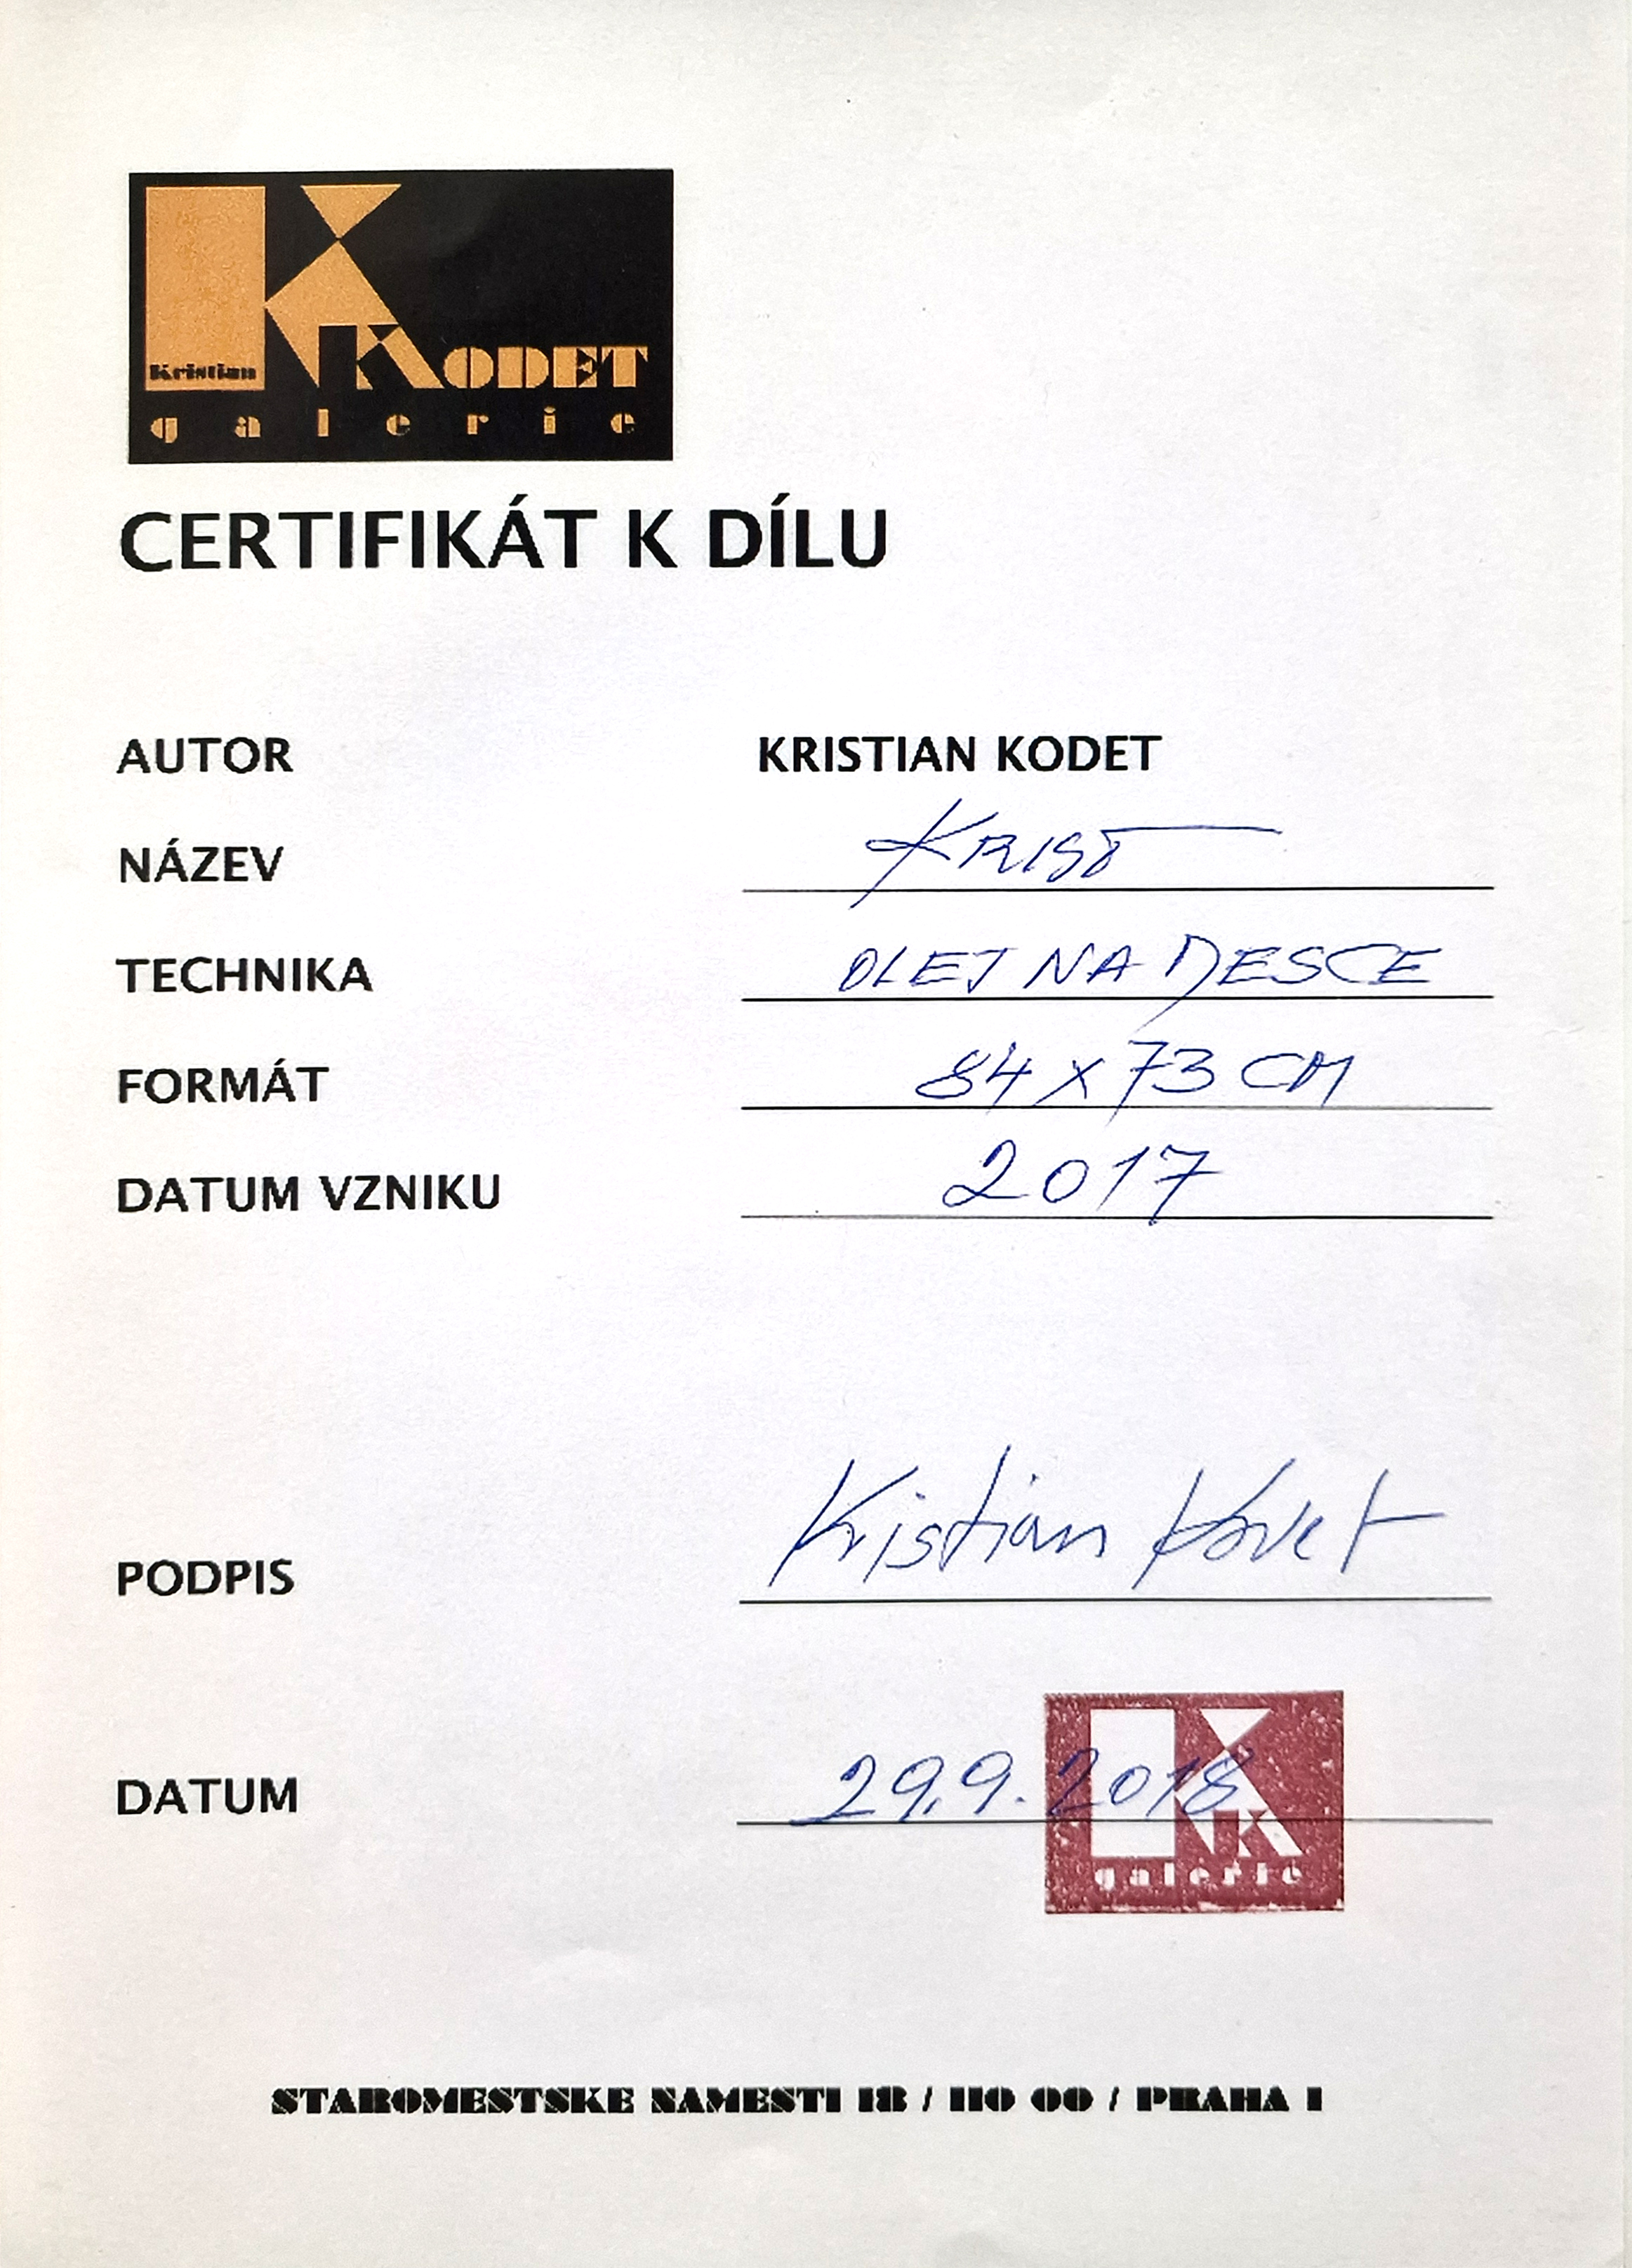 Kristian
KODET
galerie
CERTIFIKÁT K DÍLU
AUTOR KRISTIAN KODET
NÁZEV KRIST
TECHNIKA OLEJ NA DESCE
FORMÁT 84 x 73 CM
DATUM VZNIKU 2017
PODPIS Kristian Kodet
DATUM 29.9.2018
KK
galerie
STAROMESTSKE NAMESTI 18 / 110 00 / PRAHA 1